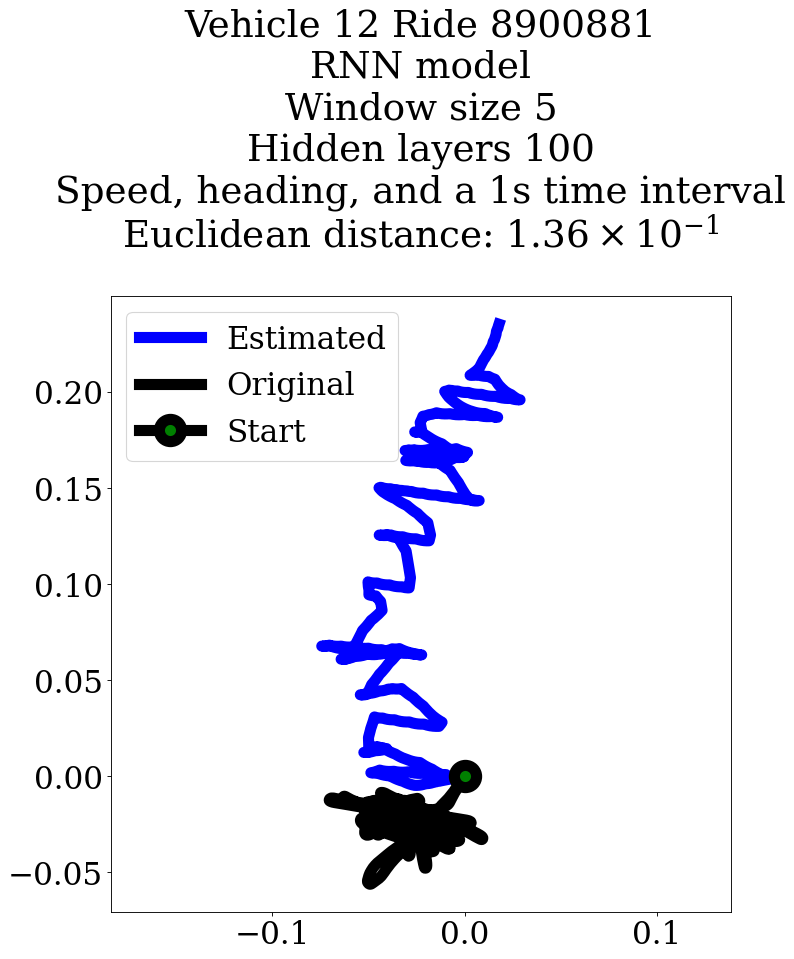 Vehicle 12 Ride 8900881
RNN model
Window size 5
Hidden layers 100
Speed, heading, and a 1s time interval
Euclidean distance: 1.36 × 10⁻¹
Estimated
Original
Start
0.20
0.15
0.10
0.05
0.00
−0.05
−0.1
0.0
0.1